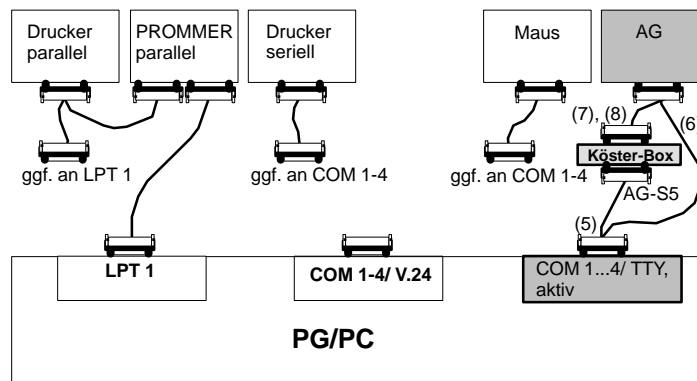 Drucker
parallel
PROMMER
parallel
Drucker
seriell
Maus
AG
(7), (8)
(6
Köster-Box
ggf. an LPT 1
ggf. an COM 1-4
ggf. an COM 1-4
AG-S5
(5)
LPT 1
COM 1-4/ V.24
COM 1...4/ TTY,
aktiv
PG/PC